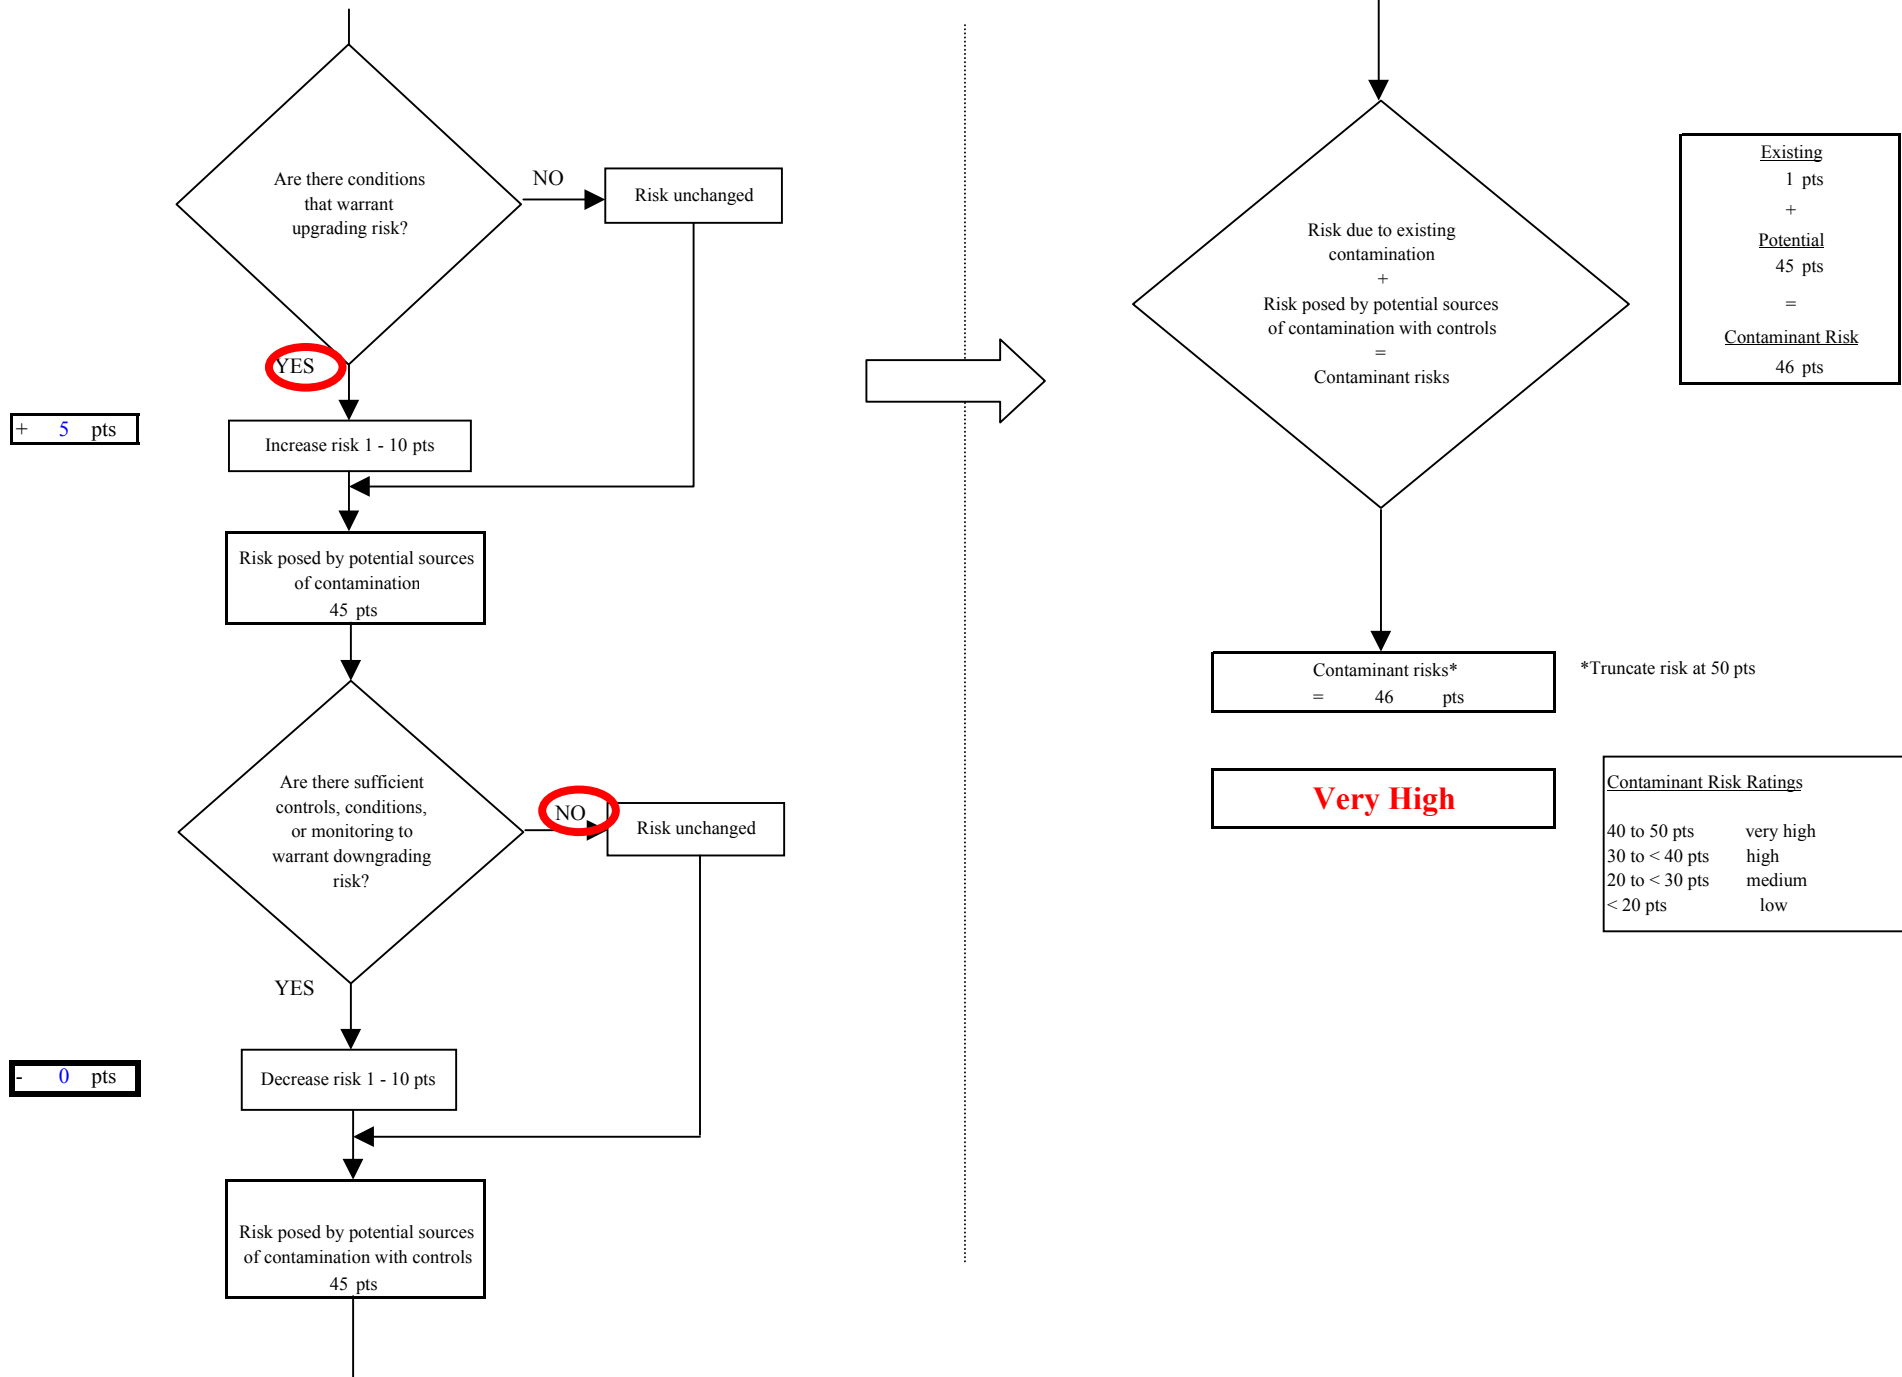 Are there conditions
that warrant
upgrading risk?
NO
Risk unchanged
YES
+ 5 pts
Increase risk 1 - 10 pts
Risk posed by potential sources
of contamination
45 pts
Are there sufficient
controls, conditions,
or monitoring to
warrant downgrading
risk?
NO
Risk unchanged
YES
- 0 pts
Decrease risk 1 - 10 pts
Risk posed by potential sources
of contamination with controls
45 pts
Risk due to existing
contamination
+
Risk posed by potential sources
of contamination with controls
=
Contaminant risks
Existing
1 pts
+
Potential
45 pts
=
Contaminant Risk
46 pts
Contaminant risks*
= 46 pts
*Truncate risk at 50 pts
Very High
Contaminant Risk Ratings
40 to 50 pts very high
30 to < 40 pts high
20 to < 30 pts medium
< 20 pts low